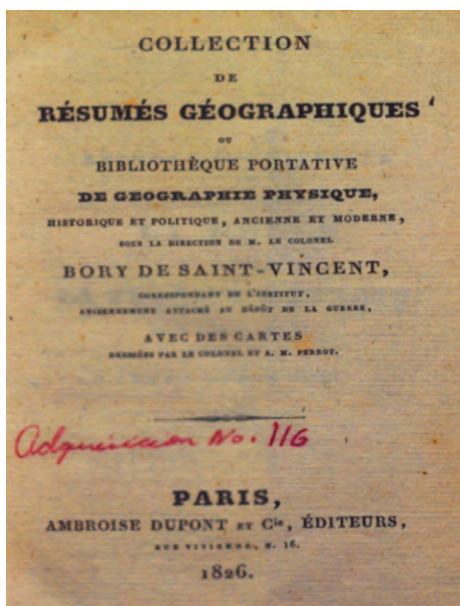 COLLECTION
DE
RÉSUMÉS GÉOGRAPHIQUES
OU
BIBLIOTHÈQUE PORTATIVE
DE GEOGRAPHIE PHYSIQUE,
HISTORIQUE ET POLITIQUE, ANCIENNE ET MODERNE,
SOUS LA DIRECTION DE M. LE COLONEL
BORY DE SAINT-VINCENT,
CORRESPONDANT DE L'INSTITUT,
ANCIENNEMENT ATTACHÉ AU DÉPÔT DE LA GUERRE,
AVEC DES CARTES
DRESSÉES PAR LE COLONEL ET A. M. PERROT.
Adquisicion No. 116
PARIS,
AMBROISE DUPONT ET Cie, ÉDITEURS,
RUE VIVIENNE, N. 16.
1826.